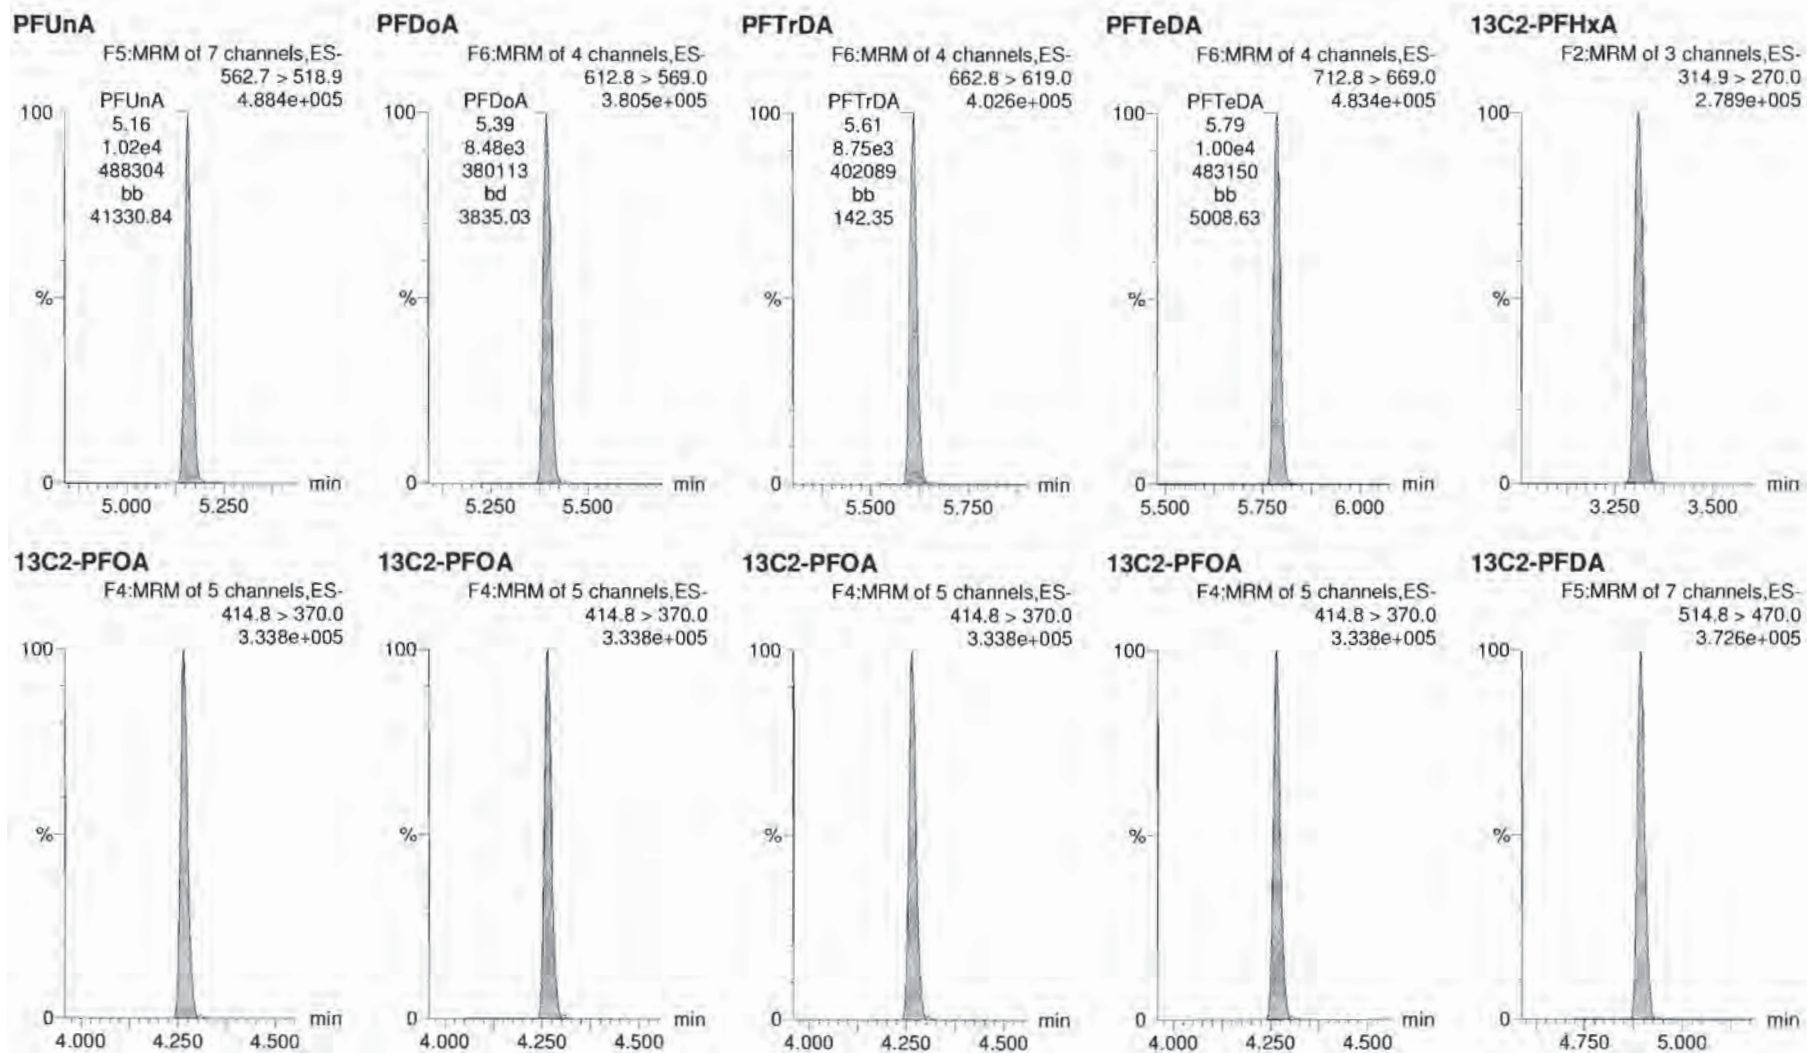 PFUnA
F5:MRM of 7 channels,ES-
562.7 > 518.9
4.884e+005
PFUnA
5.16
1.02e4
488304
bb
41330.84
100
%
0
5.000
5.250
min
PFDoA
F6:MRM of 4 channels,ES-
612.8 > 569.0
3.805e+005
PFDoA
5.39
8.48e3
380113
bd
3835.03
100
%
0
5.250
5.500
min
PFTrDA
F6:MRM of 4 channels,ES-
662.8 > 619.0
4.026e+005
PFTrDA
5.61
8.75e3
402089
bb
142.35
100
%
0
5.500
5.750
min
PFTeDA
F6:MRM of 4 channels,ES-
712.8 > 669.0
4.834e+005
PFTeDA
5.79
1.00e4
483150
bb
5008.63
100
%
0
5.500
5.750
6.000
min
13C2-PFHxA
F2:MRM of 3 channels,ES-
314.9 > 270.0
2.789e+005
100
%
0
3.250
3.500
min
13C2-PFOA
F4:MRM of 5 channels,ES-
414.8 > 370.0
3.338e+005
100
%
0
4.000
4.250
4.500
min
13C2-PFOA
F4:MRM of 5 channels,ES-
414.8 > 370.0
3.338e+005
100
%
0
4.000
4.250
4.500
min
13C2-PFOA
F4:MRM of 5 channels,ES-
414.8 > 370.0
3.338e+005
100
%
0
4.000
4.250
4.500
min
13C2-PFOA
F4:MRM of 5 channels,ES-
414.8 > 370.0
3.338e+005
100
%
0
4.000
4.250
4.500
min
13C2-PFDA
F5:MRM of 7 channels,ES-
514.8 > 470.0
3.726e+005
100
%
0
4.750
5.000
min